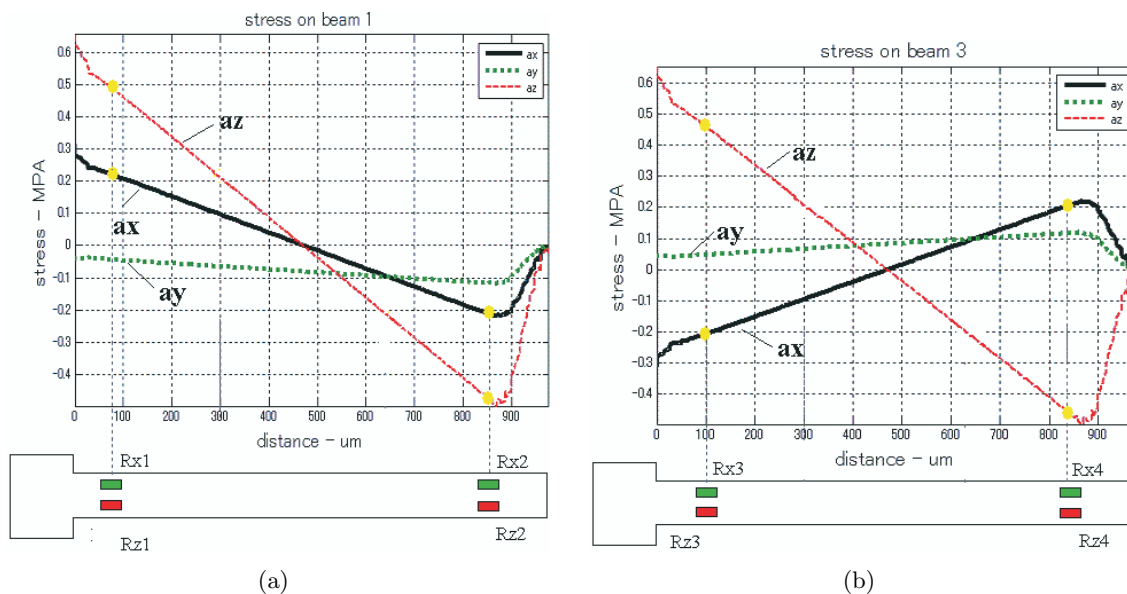 stress on beam 1
stress - MPA
0.6
0.5
0.4
0.3
0.2
0.1
0
-0.1
-0.2
-0.3
-0.4
0 100 200 300 400 500 600 700 800 900
distance - um
ax
ay
az
az
ax
ay
Rx1 Rx2
Rz1 Rz2
(a)
stress on beam 3
stress - MPA
0.6
0.5
0.4
0.3
0.2
0.1
0
-0.1
-0.2
-0.3
-0.4
-0.5
0 100 200 300 400 500 600 700 800 900
distance - um
ax
ay
az
az
ay
ax
Rx3 Rx4
Rz3 Rz4
(b)